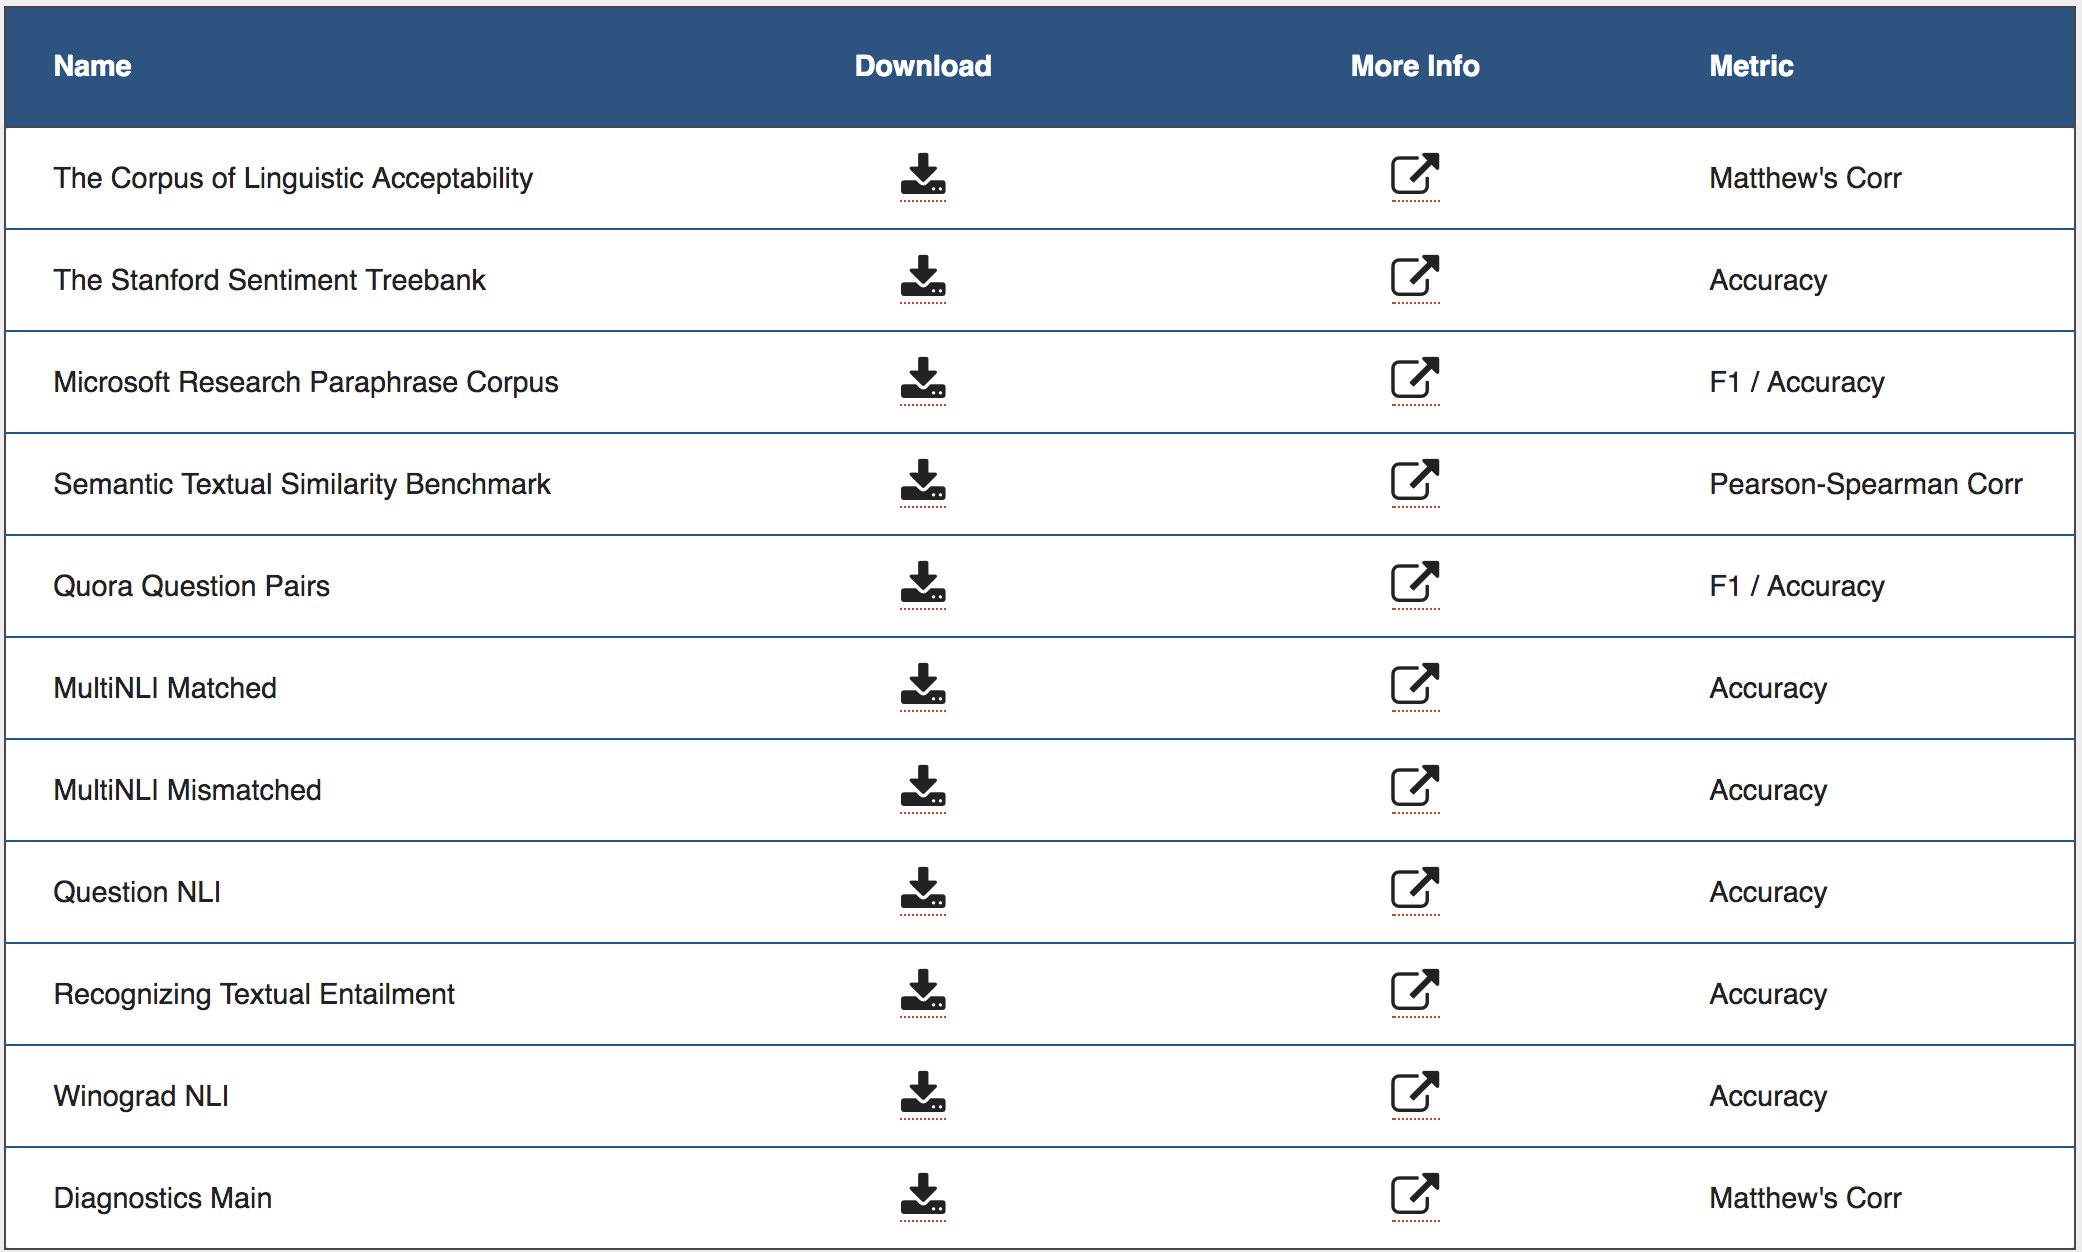 Name Download More Info Metric
The Corpus of Linguistic Acceptability Matthew's Corr
The Stanford Sentiment Treebank Accuracy
Microsoft Research Paraphrase Corpus F1 / Accuracy
Semantic Textual Similarity Benchmark Pearson-Spearman Corr
Quora Question Pairs F1 / Accuracy
MultiNLI Matched Accuracy
MultiNLI Mismatched Accuracy
Question NLI Accuracy
Recognizing Textual Entailment Accuracy
Winograd NLI Accuracy
Diagnostics Main Matthew's Corr